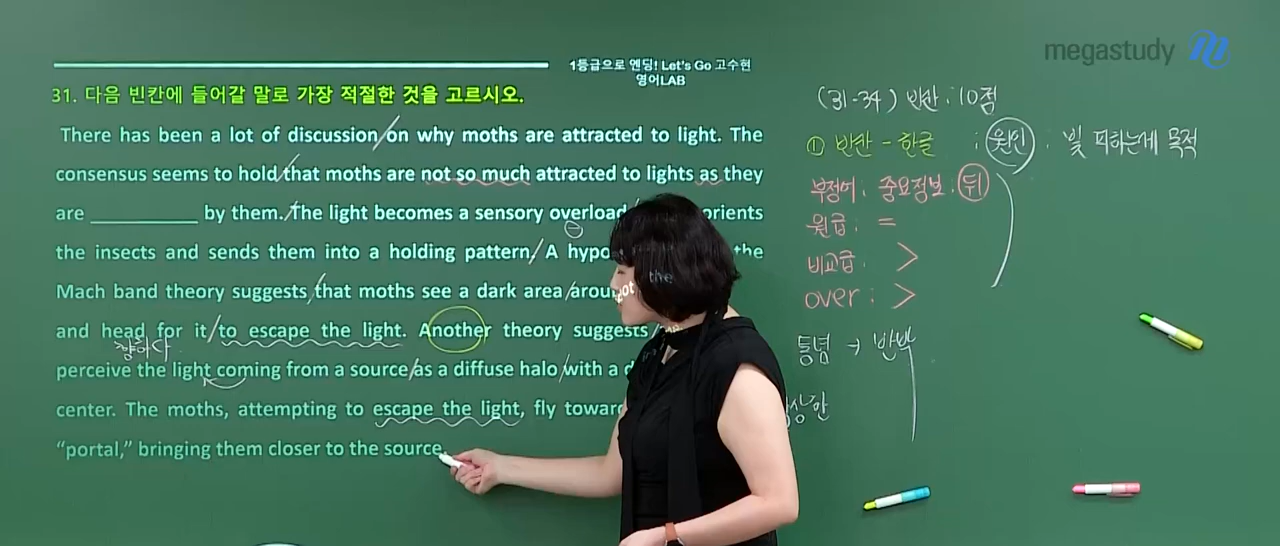 megastudy
1등급으로 엔딩! Let's Go 고수현
영어LAB
31. 다음 빈칸에 들어갈 말로 가장 적절한 것을 고르시오.
There has been a lot of discussion/on why moths are attracted to light. The
consensus seems to hold/that moths are not so much attracted to lights as they
are ________ by them./The light becomes a sensory overload
the insects and sends them into a holding pattern/A the
Mach band theory suggests/that moths see a dark area/ the
and head for it/to escape the light. Another theory suggests/
향하다
perceive the light coming from a source/as a diffuse halo/with a
center. The moths, attempting to escape the light, fly
“portal,” bringing them closer to the source.
(31-34) 빈칸 : 10점
① 빈칸 - 한글 : 원인 : 빛 피하는게 목적
부정어 : 중요정보. 뒤
원급 : =
비교급 : >
over : >
통념 → 반박